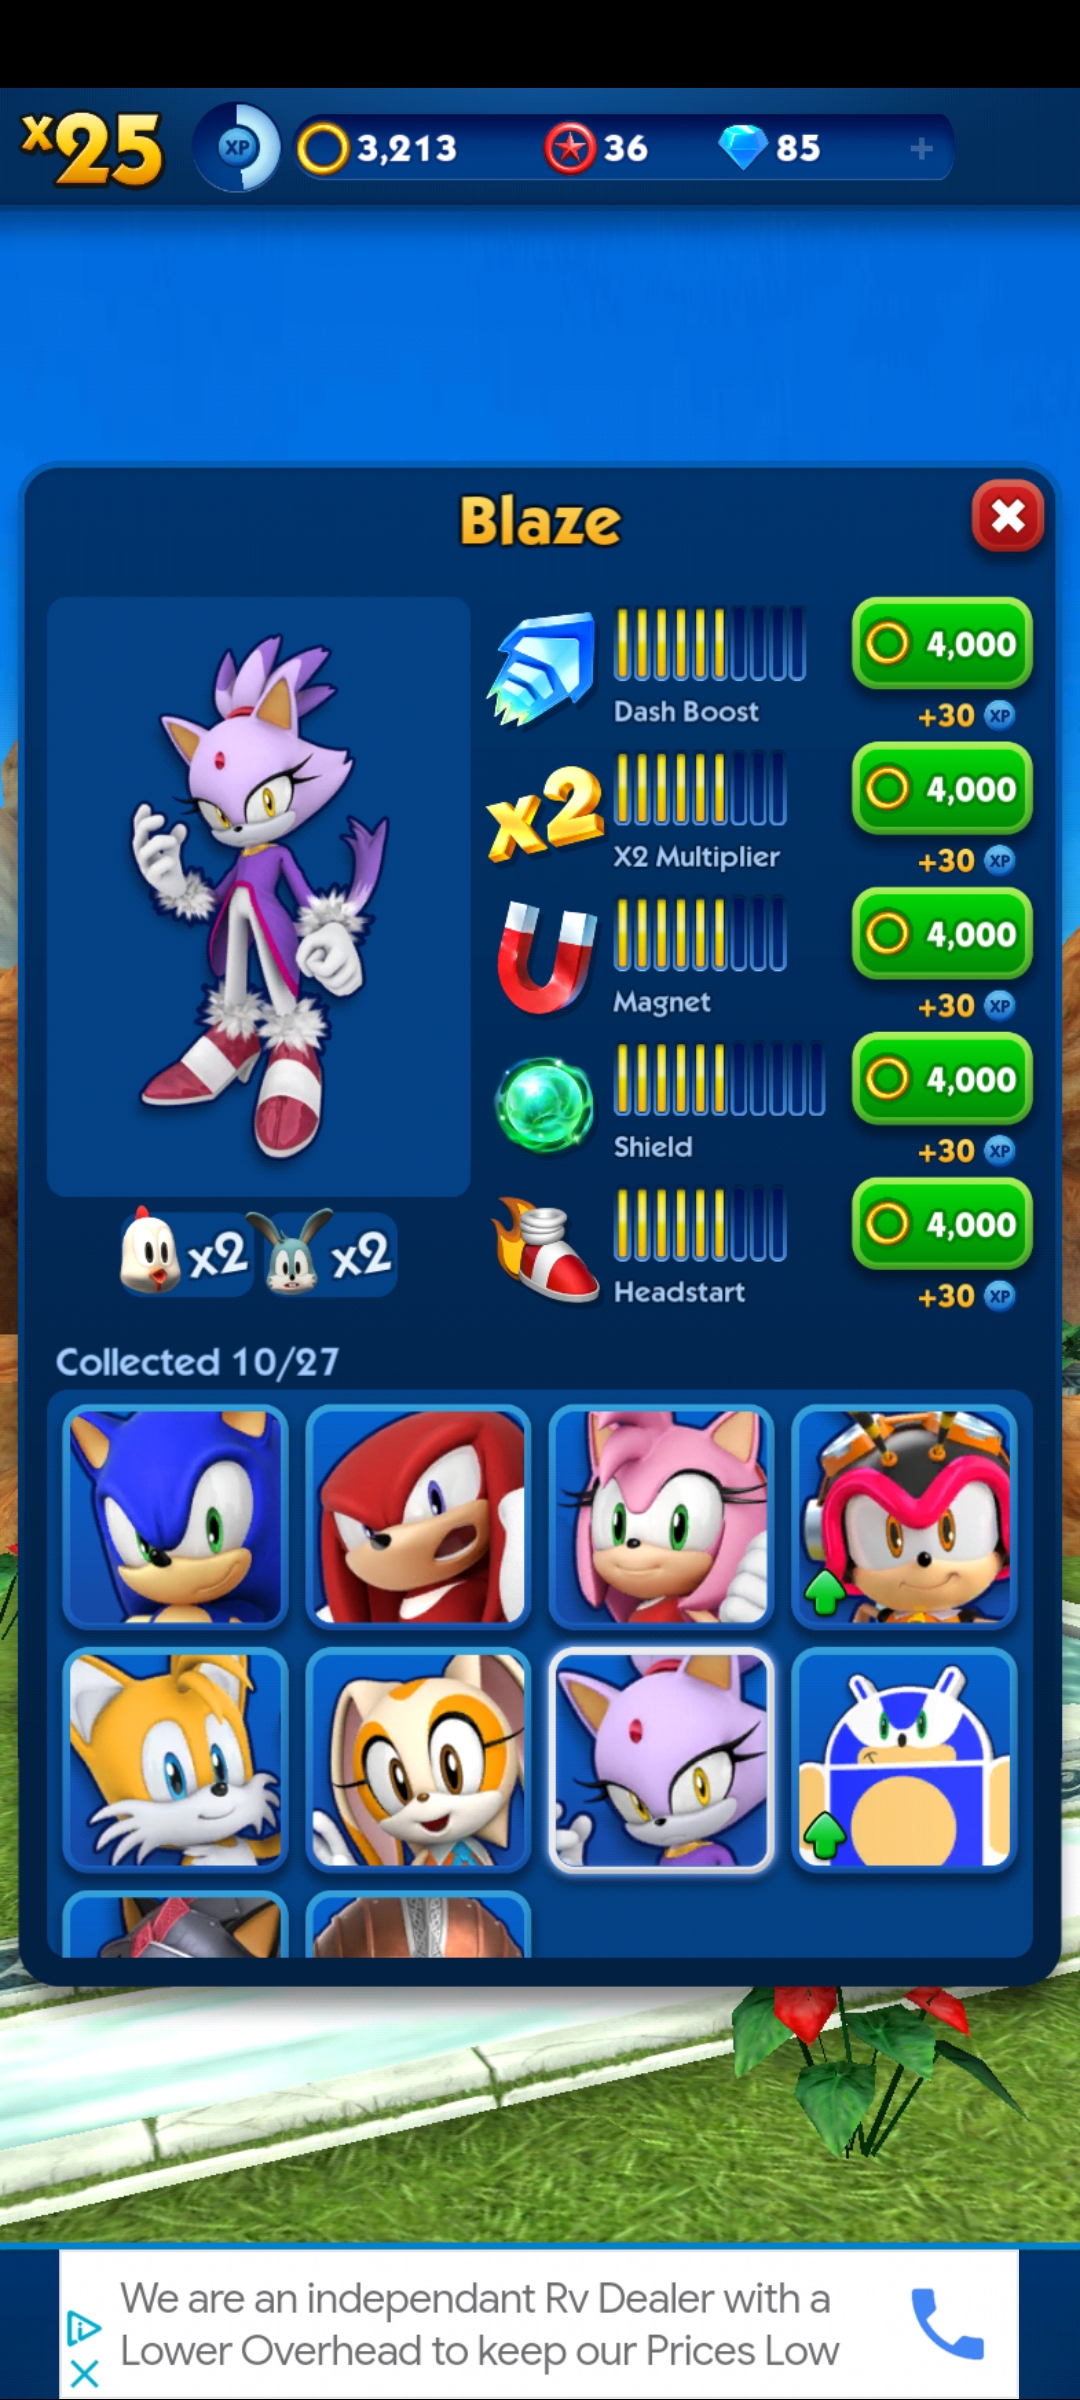 x25 XP 3,213 36 85 +
Blaze
4,000
Dash Boost +30 XP
x2 4,000
X2 Multiplier +30 XP
4,000
Magnet +30 XP
4,000
Shield +30 XP
x2 x2 4,000
Headstart +30 XP
Collected 10/27
We are an independant Rv Dealer with a
Lower Overhead to keep our Prices Low